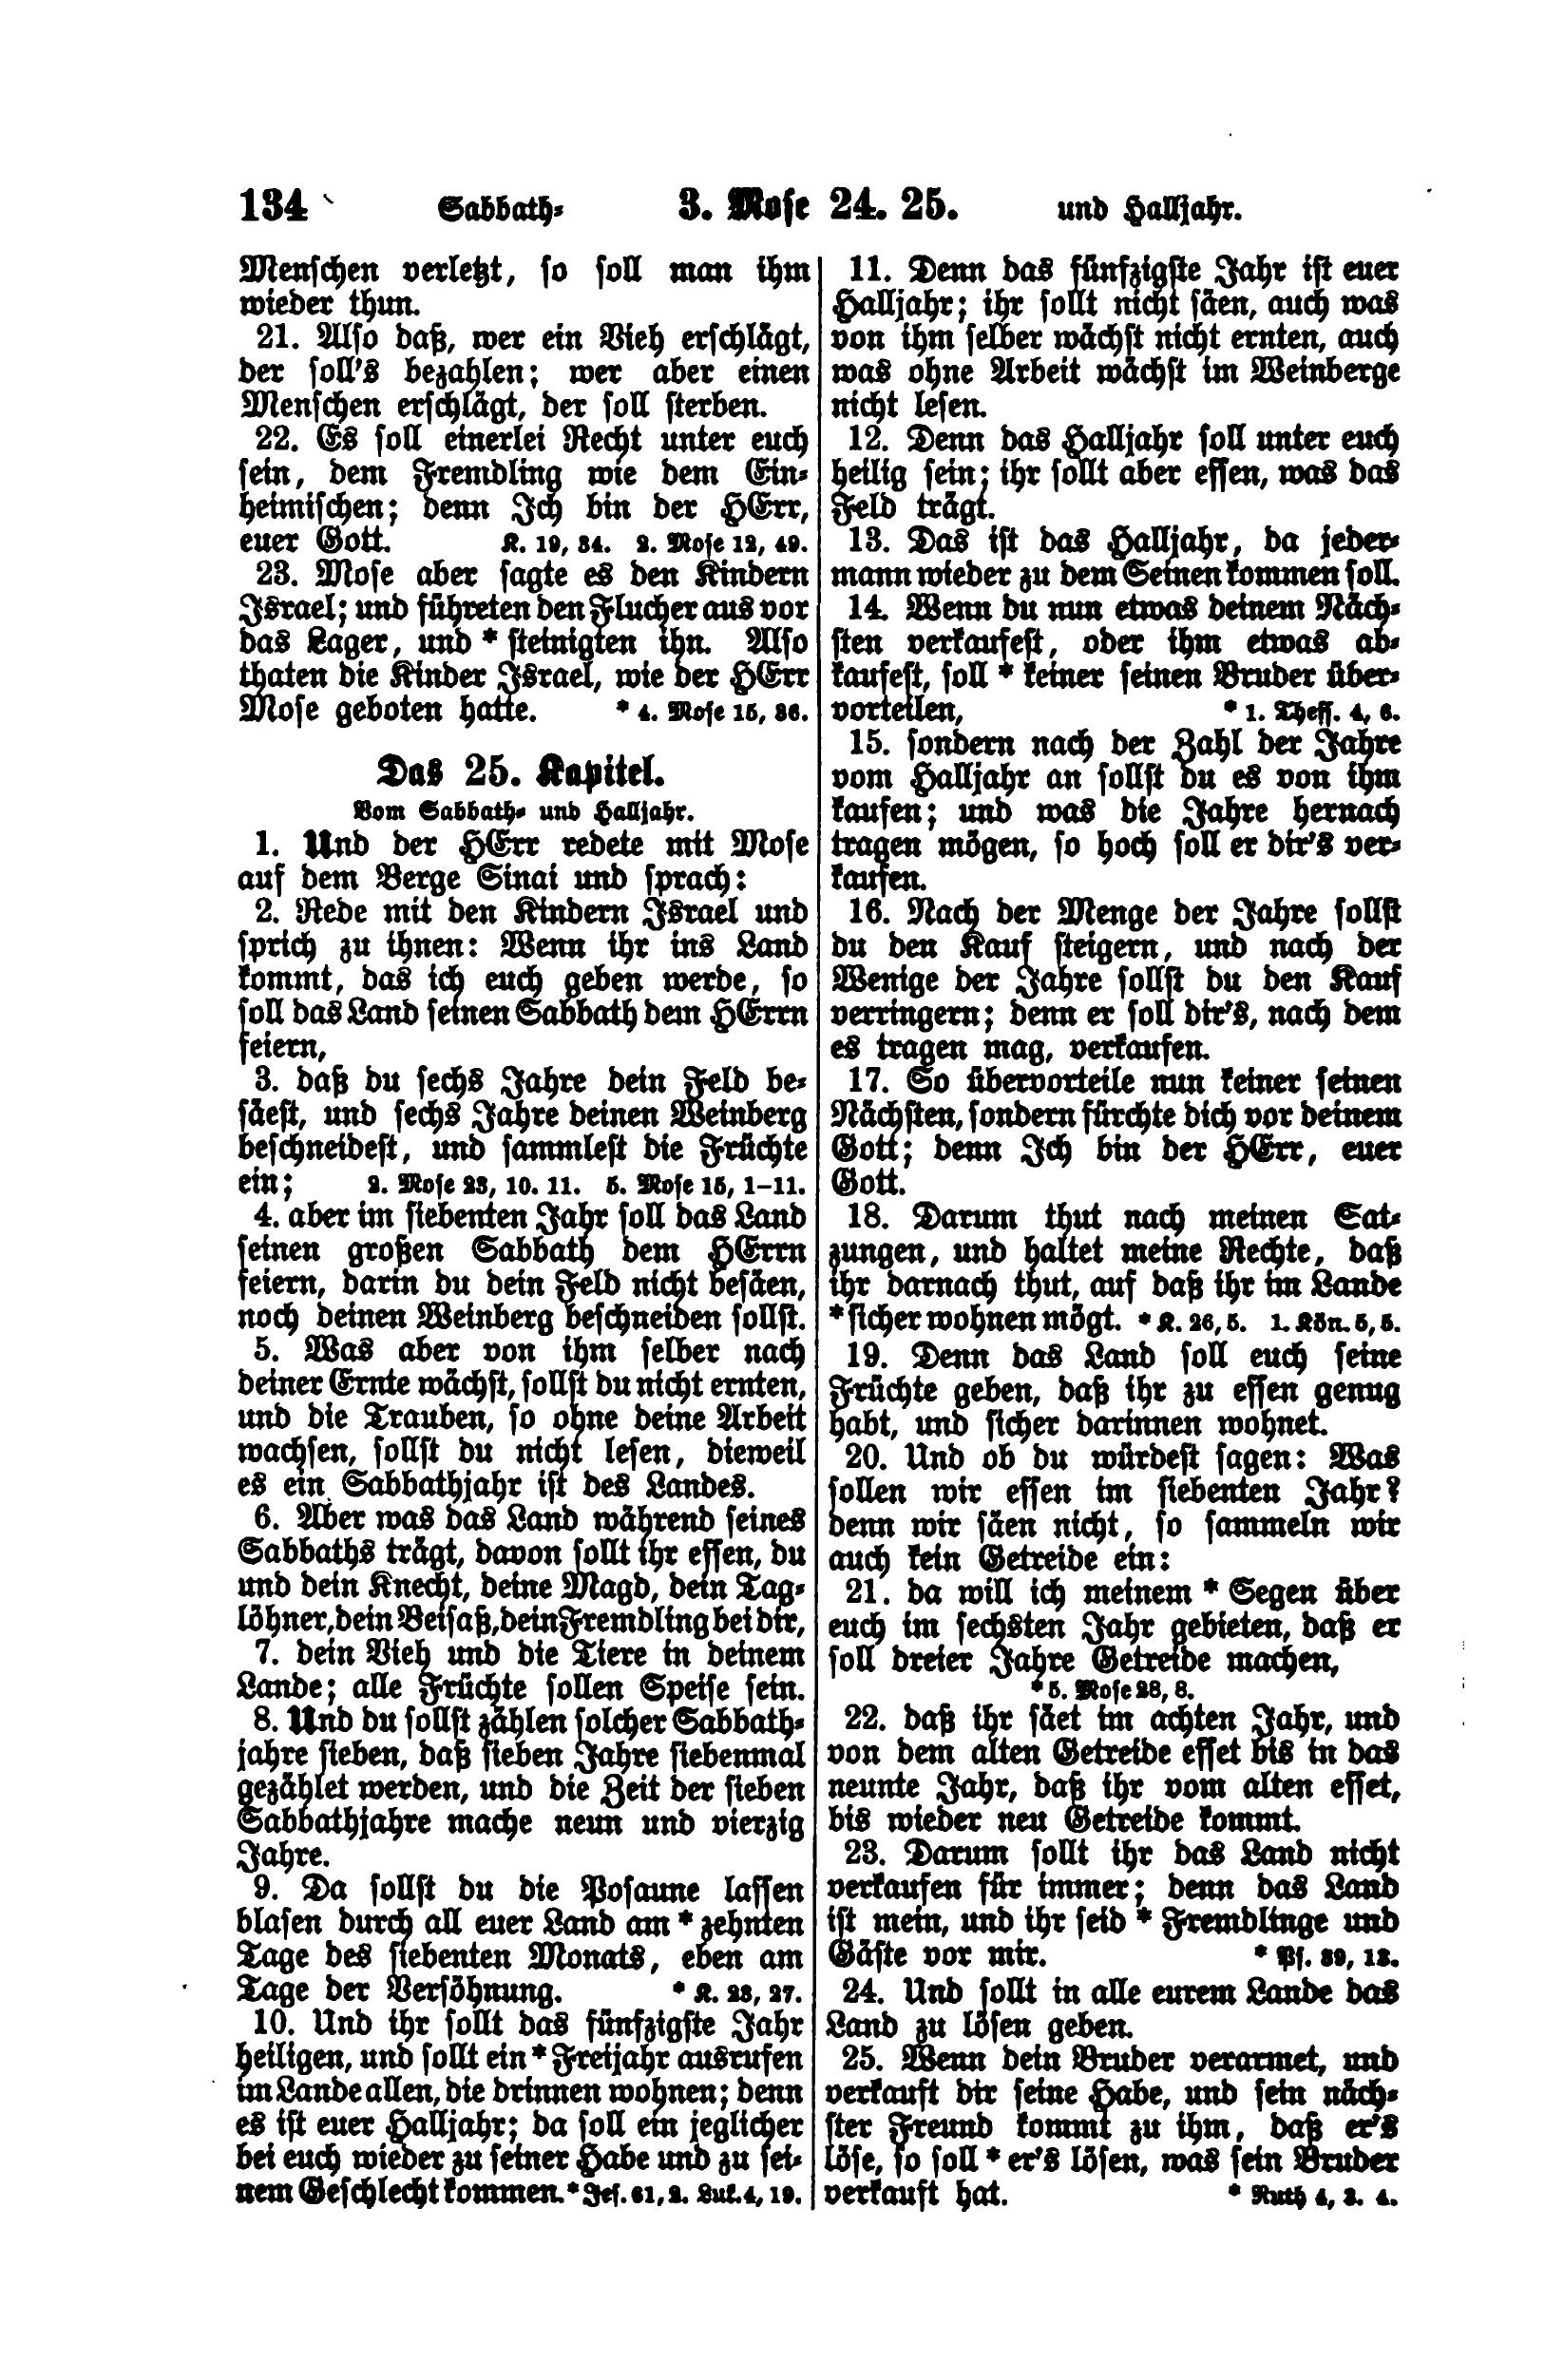 134 Sabbath- 3. Mose 24. 25. und Halljahr.
Menschen verletzt, so soll man ihm
wieder thun.
21. Also daß, wer ein Vieh erschlägt,
der soll's bezahlen; wer aber einen
Menschen erschlägt, der soll sterben.
22. Es soll einerlei Recht unter euch
sein, dem Fremdling wie dem Ein-
heimischen; denn Ich bin der HErr,
euer Gott. K. 19, 34. 2. Mose 12, 49.
23. Mose aber sagte es den Kindern
Israel; und führeten den Flucher aus vor
das Lager, und * steinigten ihn. Also
thaten die Kinder Israel, wie der HErr
Mose geboten hatte. * 4. Mose 15, 36.
Das 25. Kapitel.
Vom Sabbath- und Halljahr.
1. Und der HErr redete mit Mose
auf dem Berge Sinai und sprach:
2. Rede mit den Kindern Israel und
sprich zu ihnen: Wenn ihr ins Land
kommt, das ich euch geben werde, so
soll das Land seinen Sabbath dem HErrn
feiern,
3. daß du sechs Jahre dein Feld be-
säest, und sechs Jahre deinen Weinberg
beschneidest, und sammlest die Früchte
ein; 2. Mose 23, 10. 11. 5. Mose 15, 1-11.
4. aber im siebenten Jahr soll das Land
seinen großen Sabbath dem HErrn
feiern, darin du dein Feld nicht besäen,
noch deinen Weinberg beschneiden sollst.
5. Was aber von ihm selber nach
deiner Ernte wächst, sollst du nicht ernten,
und die Trauben, so ohne deine Arbeit
wachsen, sollst du nicht lesen, dieweil
es ein Sabbathjahr ist des Landes.
6. Aber was das Land während seines
Sabbaths trägt, davon sollt ihr essen, du
und dein Knecht, deine Magd, dein Tag-
löhner, dein Beisaß, dein Fremdling bei dir,
7. dein Vieh und die Tiere in deinem
Lande; alle Früchte sollen Speise sein.
8. Und du sollst zählen solcher Sabbath-
jahre sieben, daß sieben Jahre siebenmal
gezählet werden, und die Zeit der sieben
Sabbathjahre mache neun und vierzig
Jahre.
9. Da sollst du die Posaune lassen
blasen durch all euer Land am * zehnten
Tage des siebenten Monats, eben am
Tage der Versöhnung. * K. 23, 27.
10. Und ihr sollt das fünfzigste Jahr
heiligen, und sollt ein * Freijahr ausrufen
im Lande allen, die drinnen wohnen; denn
es ist euer Halljahr; da soll ein jeglicher
bei euch wieder zu seiner Habe und zu sei-
nem Geschlecht kommen. * Jes. 61, 2. Luk. 4, 19.
11. Denn das fünfzigste Jahr ist euer
Halljahr; ihr sollt nicht säen, auch was
von ihm selber wächst nicht ernten, auch
was ohne Arbeit wächst im Weinberge
nicht lesen.
12. Denn das Halljahr soll unter euch
heilig sein; ihr sollt aber essen, was das
Feld trägt.
13. Das ist das Halljahr, da jeder-
mann wieder zu dem Seinen kommen soll.
14. Wenn du nun etwas deinem Näch-
sten verkaufest, oder ihm etwas ab-
kaufest, soll * keiner seinen Bruder über-
vorteilen, * 1. Thess. 4, 6.
15. sondern nach der Zahl der Jahre
vom Halljahr an sollst du es von ihm
kaufen; und was die Jahre hernach
tragen mögen, so hoch soll er dir's ver-
kaufen.
16. Nach der Menge der Jahre sollst
du den Kauf steigern, und nach der
Wenige der Jahre sollst du den Kauf
verringern; denn er soll dir's, nach dem
es tragen mag, verkaufen.
17. So übervorteile nun keiner seinen
Nächsten, sondern fürchte dich vor deinem
Gott; denn Ich bin der HErr, euer
Gott.
18. Darum thut nach meinen Sat-
zungen, und haltet meine Rechte, daß
ihr darnach thut, auf daß ihr im Lande
* sicher wohnen mögt. * K. 26, 5. 1. Kön. 5, 5.
19. Denn das Land soll euch seine
Früchte geben, daß ihr zu essen genug
habt, und sicher darinnen wohnet.
20. Und ob du würdest sagen: Was
sollen wir essen im siebenten Jahr?
denn wir säen nicht, so sammeln wir
auch kein Getreide ein:
21. da will ich meinem * Segen über
euch im sechsten Jahr gebieten, daß er
soll dreier Jahre Getreide machen,
* 5. Mose 28, 8.
22. daß ihr säet im achten Jahr, und
von dem alten Getreide esset bis in das
neunte Jahr, daß ihr vom alten esset,
bis wieder neu Getreide kommt.
23. Darum sollt ihr das Land nicht
verkaufen für immer; denn das Land
ist mein, und ihr seid * Fremdlinge und
Gäste vor mir. * Ps. 39, 13.
24. Und sollt in alle eurem Lande das
Land zu lösen geben.
25. Wenn dein Bruder verarmet, und
verkauft dir seine Habe, und sein näch-
ster Freund kommt zu ihm, daß er's
löse, so soll * er's lösen, was sein Bruder
verkauft hat. * Ruth 4, 3. 4.